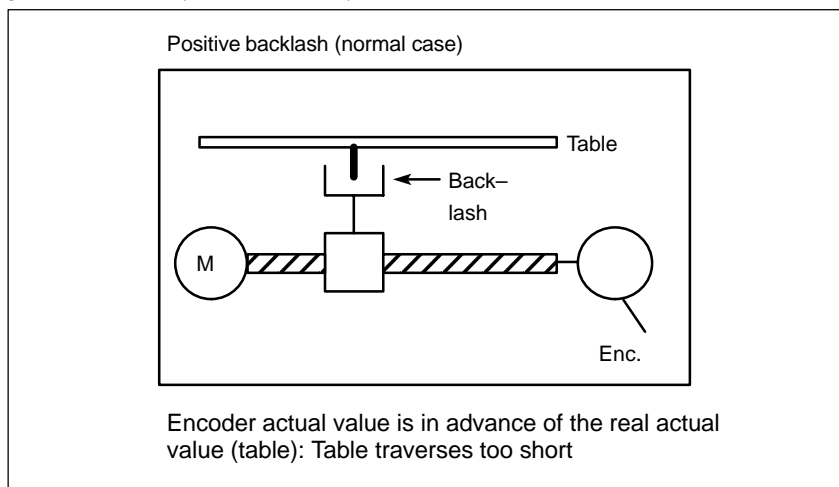 Positive backlash (normal case)
Table
Back–
lash
M
Enc.
Encoder actual value is in advance of the real actual
value (table): Table traverses too short